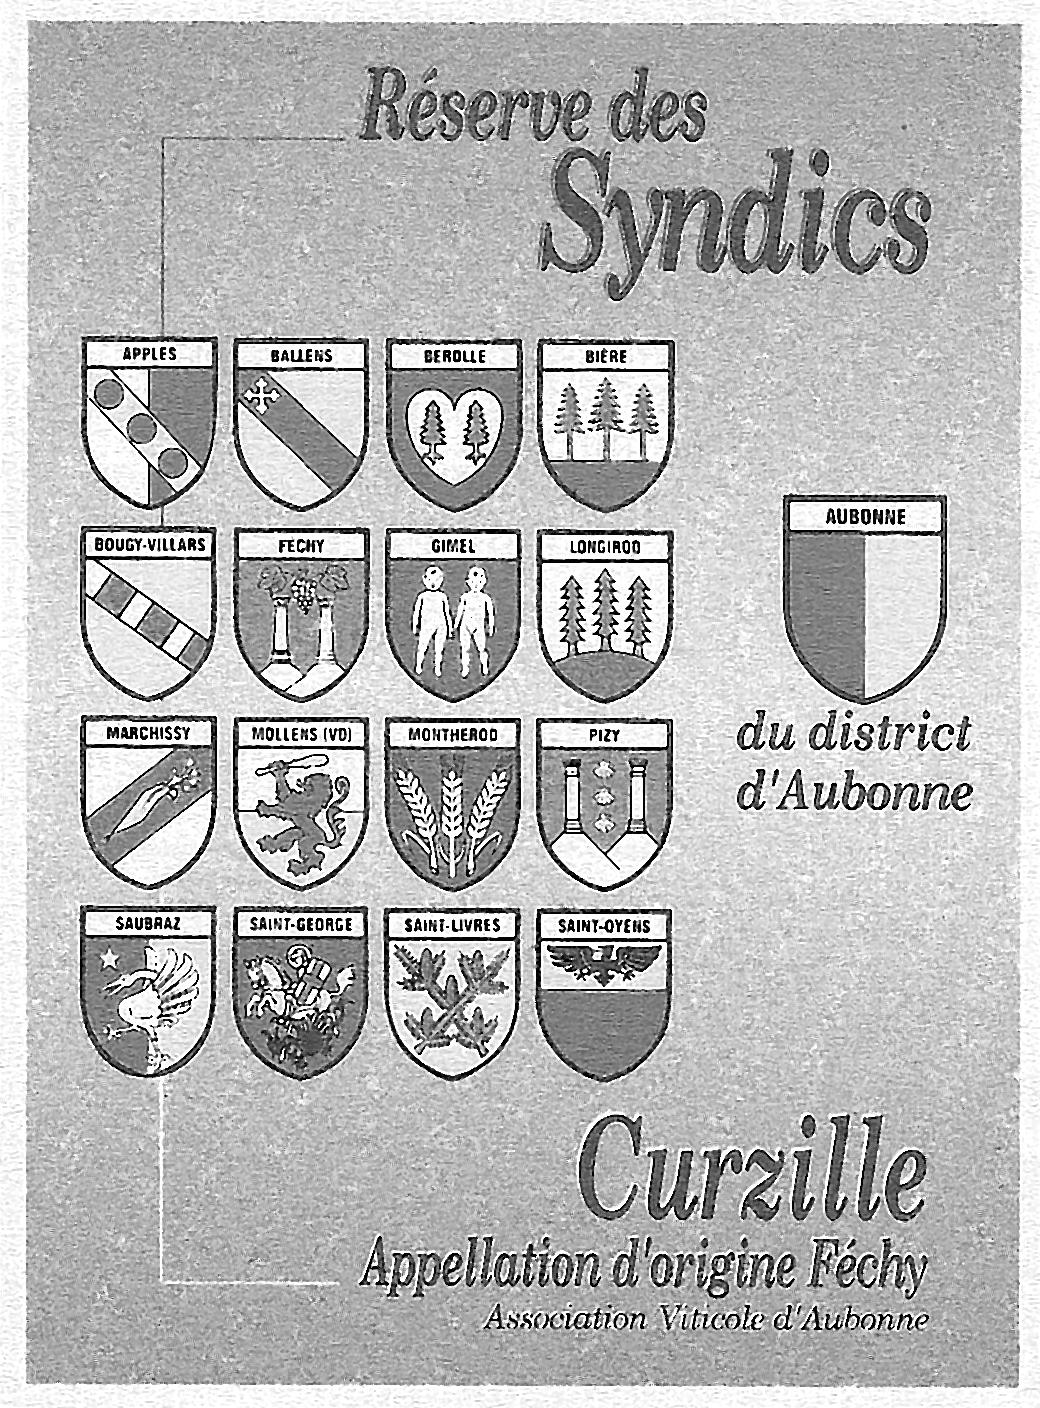 Réserve des
Syndics
APPLES BALLENS BEROLLE BIÈRE
AUBONNE
BOUGY-VILLARS FECHY GIMEL LONGIROD
MARCHISSY MOLLENS (VD) MONTHEROD PIZY
du district
d'Aubonne
SAUBRAZ SAINT-GEORGE SAINT-LIVRES SAINT-OYENS
Curzille
Appellation d'origine Féchy
Association Viticole d'Aubonne